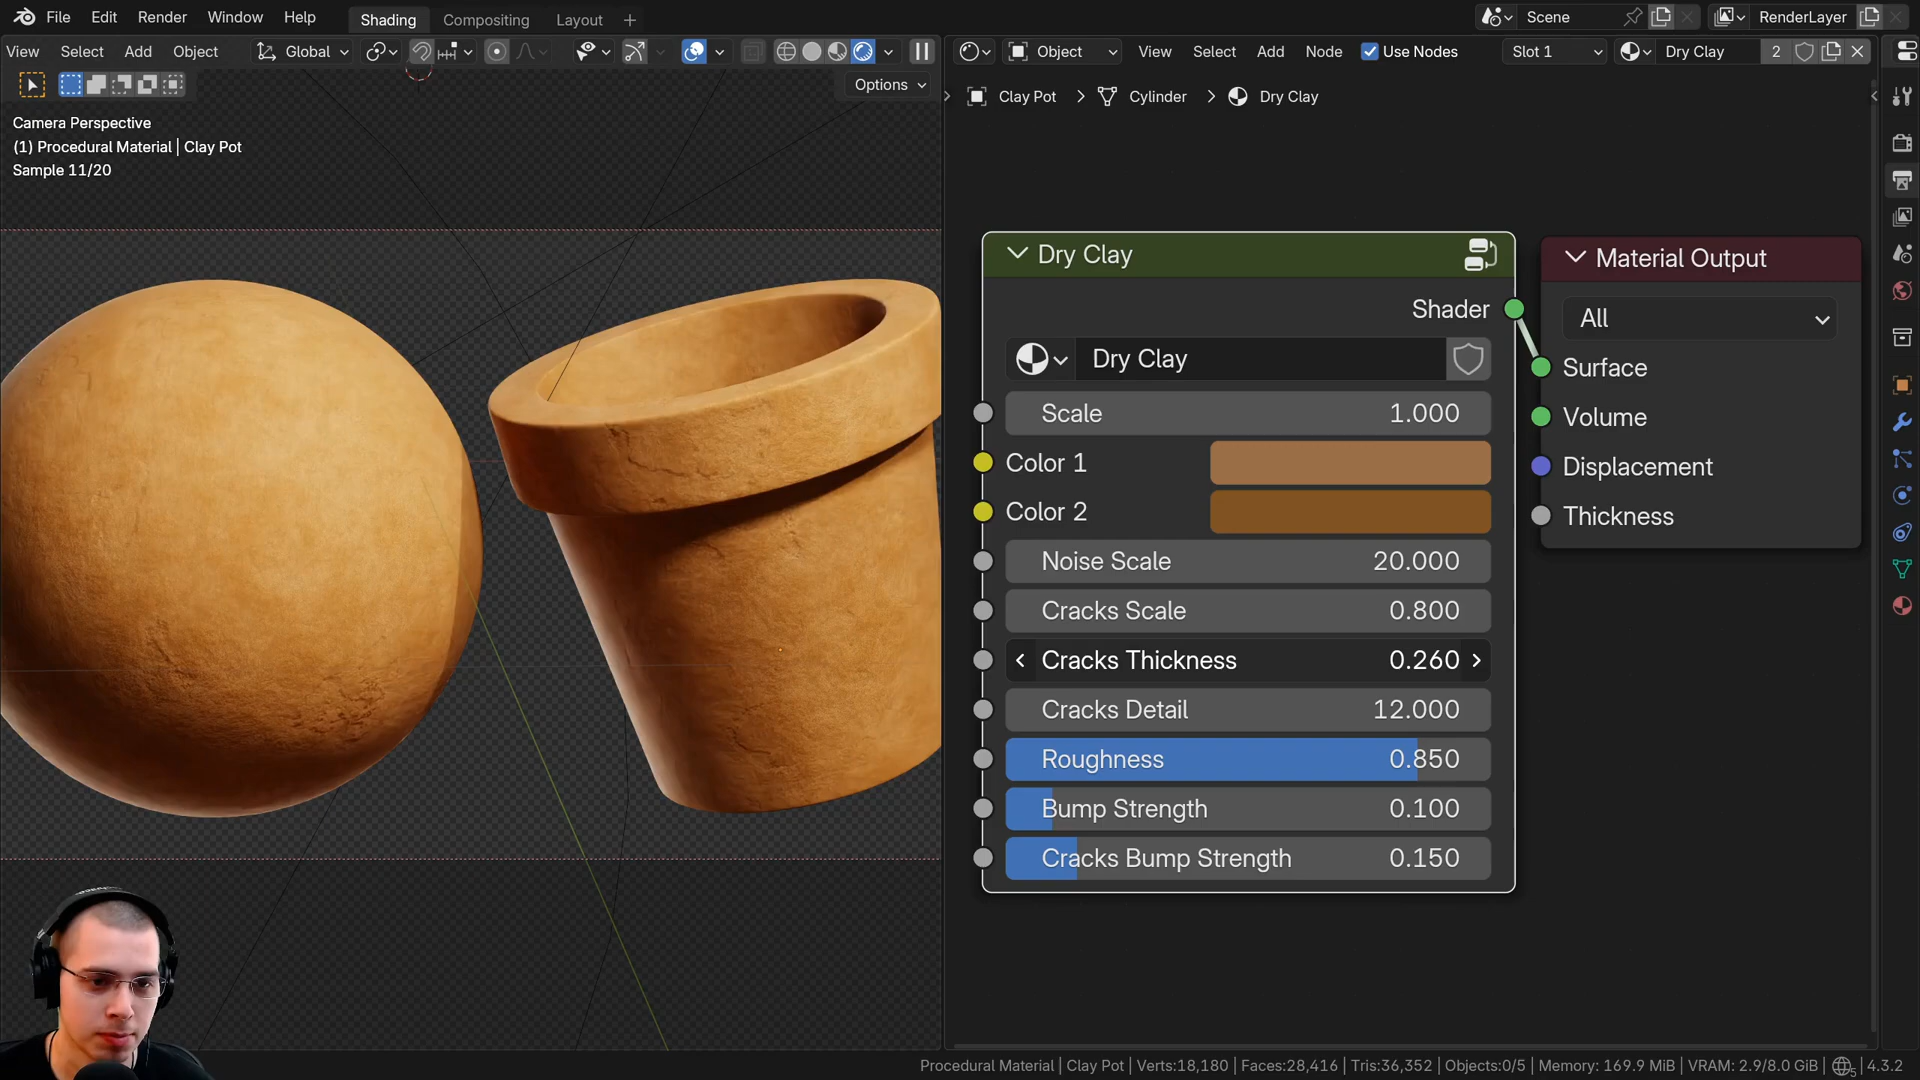 File Edit Render Window Help Shading Compositing Layout + Scene RenderLayer
View Select Add Object Global Object View Select Add Node Use Nodes Slot 1 Dry Clay 2
Options
Clay Pot > Cylinder > Dry Clay
Camera Perspective
(1) Procedural Material | Clay Pot
Sample 11/20
Dry Clay
Shader
Dry Clay
Scale 1.000
Color 1
Color 2
Noise Scale 20.000
Cracks Scale 0.800
Cracks Thickness 0.260
Cracks Detail 12.000
Roughness 0.850
Bump Strength 0.100
Cracks Bump Strength 0.150
Material Output
All
Surface
Volume
Displacement
Thickness
Procedural Material | Clay Pot | Verts:18,180 | Faces:28,416 | Tris:36,352 | Objects:0/5 | Memory: 169.9 MiB | VRAM: 2.9/8.0 GiB | 5 4.3.2